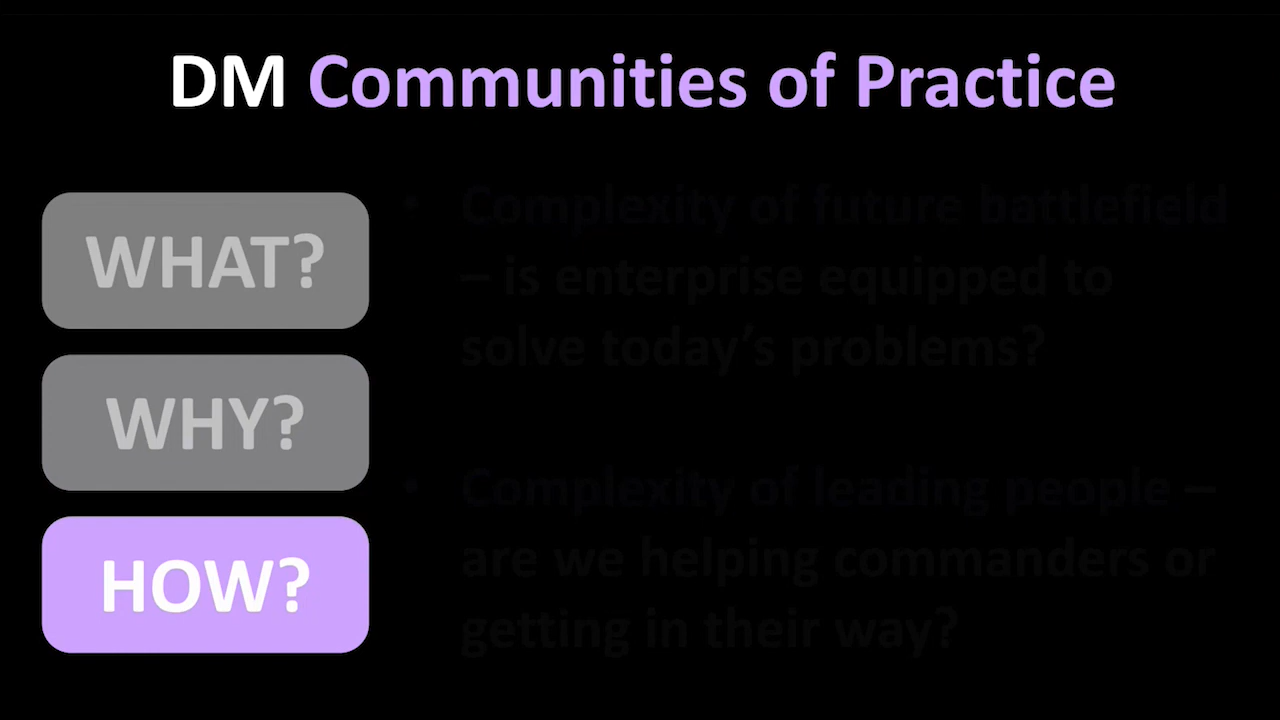 DM Communities of Practice
WHAT?
• Complexity of future battlefield
– is enterprise equipped to
solve today's problems?
WHY?
• Complexity of leading people –
are we helping commanders or
getting in their way?
HOW?